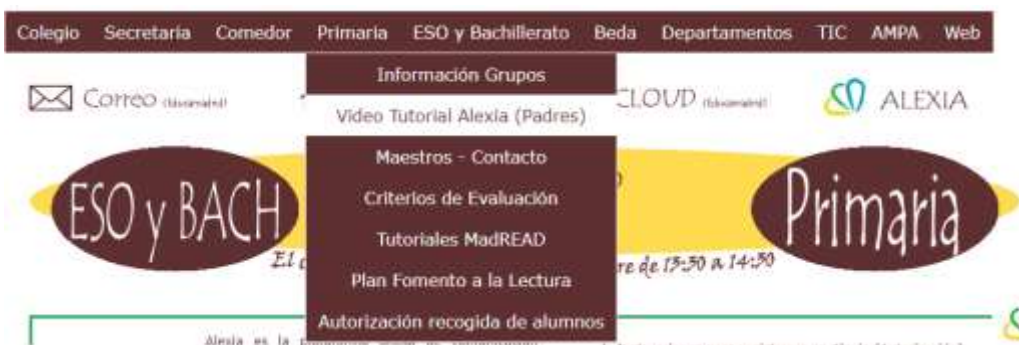 Colegio Secretaria Comedor Primaria ESO y Bachillerato Beda Departamentos TIC AMPA Web
Información Grupos
Correo CLOUD ALEXIA
Video Tutorial Alexia (Padres)
Maestros - Contacto
Criterios de Evaluación
ESO y BACH Primaria
Tutoriales MadREAD
El re de 13:30 a 14:30
Plan Fomento a la Lectura
Autorización recogida de alumnos
Alexia es la